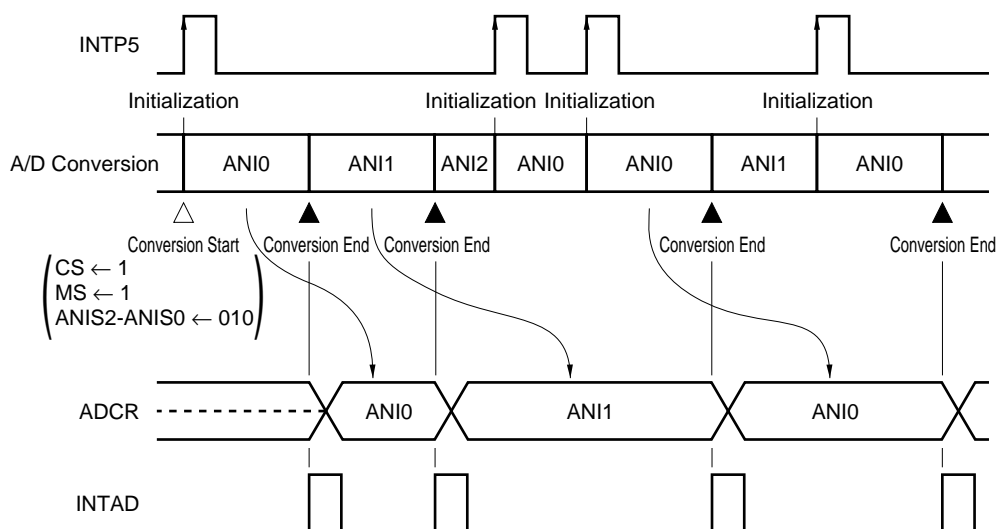 INTP5
Initialization Initialization Initialization Initialization
A/D Conversion ANI0 ANI1 ANI2 ANI0 ANI0 ANI1 ANI0
Conversion Start Conversion End Conversion End Conversion End Conversion End
CS ← 1
MS ← 1
ANIS2-ANIS0 ← 010
ADCR ANI0 ANI1 ANI0
INTAD